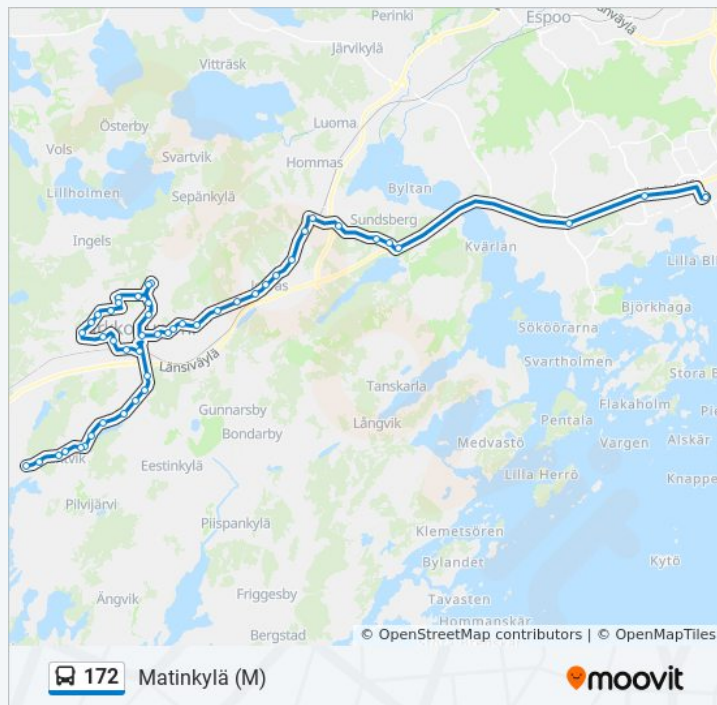 Perinki
Espoo
Vitträsk
Järvikylä
Österby
Luoma
Vols
Svartvik
Hommas
Byltan
Lillholmen
Sepänkylä
Sundsberg
Ingels
Kvärlan
Lilla Bl
Björkhaga
Sököörarna
Länsiväylä
Svartholmen
Stora B
Tanskarla
Flakaholm
Gunnarsby
Pentala
Långvik
Bondarby
Medvastö
Vargen
Alskär
Eestinkylä
Lilla Herrö
Knappe
Pilvijärvi
Piispankylä
Klemetsören
Bylandet
Kytö
Ängvik
Friggesby
Tavasten
Hommanskär
Bergstad
© OpenStreetMap contributors | © OpenMapTiles
172 Matinkylä (M)
moovit